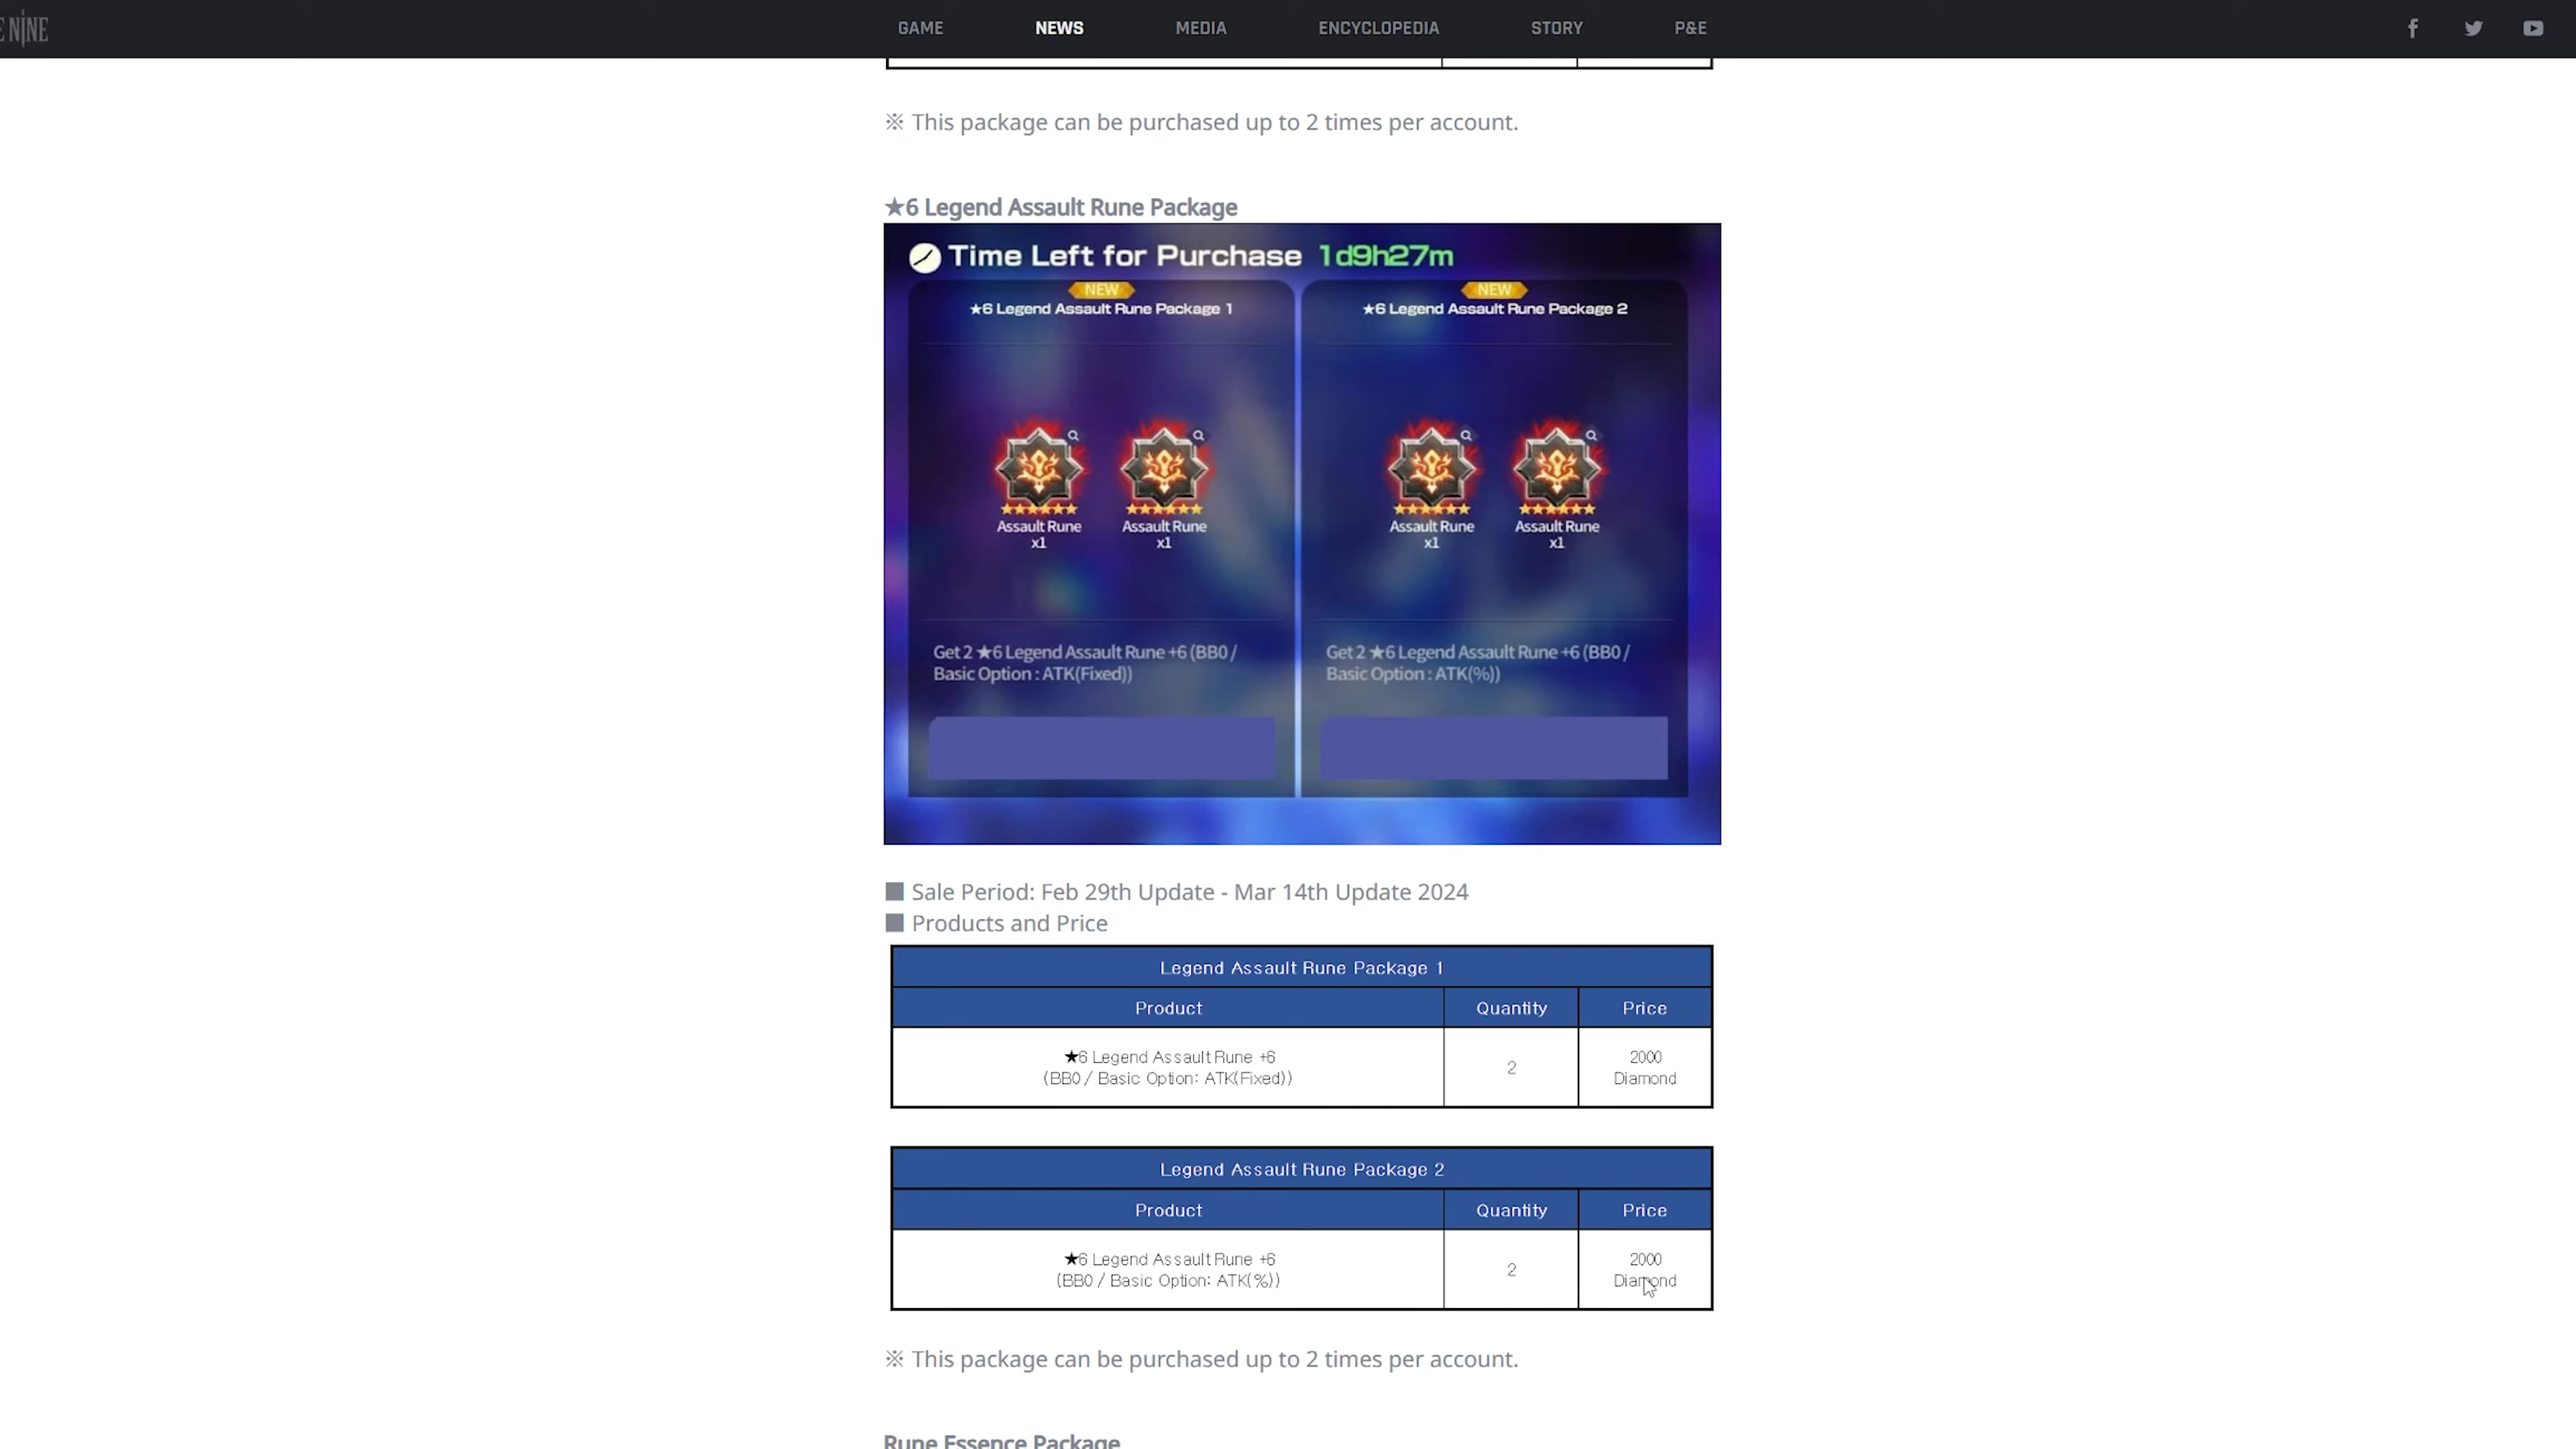 E NINE
GAME
NEWS
MEDIA
ENCYCLOPEDIA
STORY
P&E
※ This package can be purchased up to 2 times per account.
★6 Legend Assault Rune Package
Time Left for Purchase 1d9h27m
NEW
★6 Legend Assault Rune Package 1
Assault Rune
x1
Assault Rune
x1
Get 2 ★6 Legend Assault Rune +6 (BB0 /
Basic Option : ATK(Fixed))
NEW
★6 Legend Assault Rune Package 2
Assault Rune
x1
Assault Rune
x1
Get 2 ★6 Legend Assault Rune +6 (BB0 /
Basic Option : ATK(%))
■ Sale Period: Feb 29th Update - Mar 14th Update 2024
■ Products and Price
Legend Assault Rune Package 1
Product Quantity Price
★6 Legend Assault Rune +6
(BB0 / Basic Option: ATK(Fixed))
2
2000
Diamond
Legend Assault Rune Package 2
Product Quantity Price
★6 Legend Assault Rune +6
(BB0 / Basic Option: ATK(%))
2
2000
Diamond
※ This package can be purchased up to 2 times per account.
Rune Essence Package